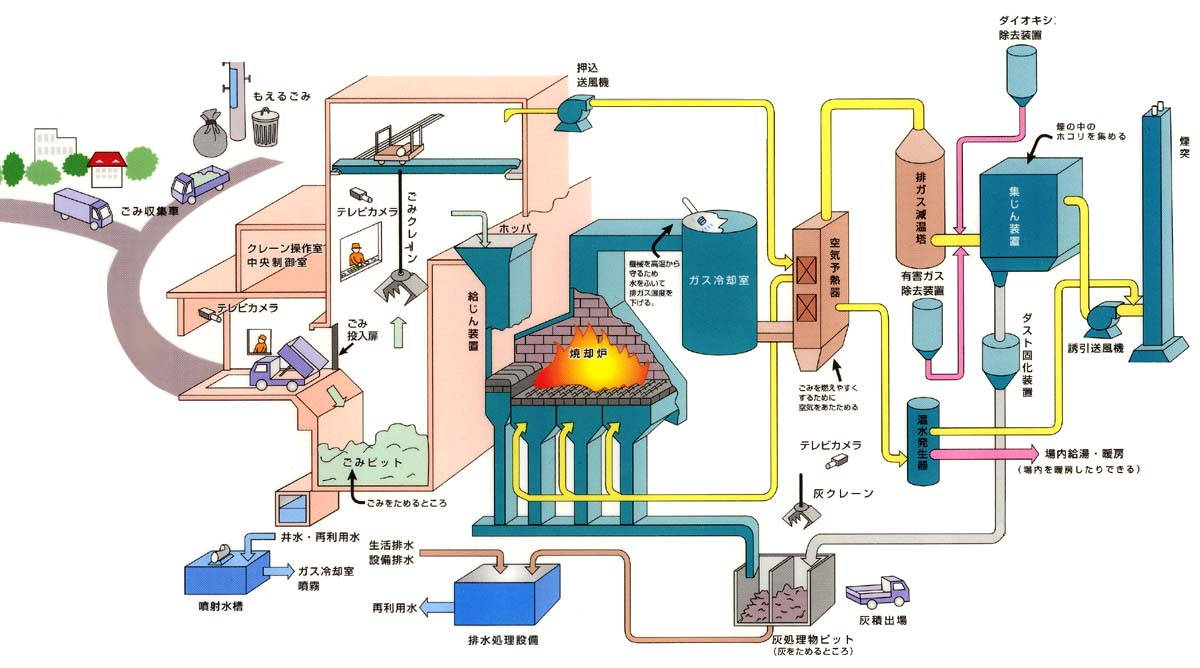 ダイオキシ
除去装置
押込
送風機
もえるごみ
煙の中の
ホコリを集める
煙突
ごみ収集車
テレビカメラ
ごみクレーン
ホッパ
クレーン操作室
中央制御室
機械を高温から
守るため
水をふいて
排ガス温度を
下げる。
ガス冷却室
空気予熱器
排ガス減温塔
集じん装置
有害ガス
除去装置
テレビカメラ
ごみ
投入扉
給じん装置
焼却炉
ダスト固化装置
誘引送風機
ごみを燃えやすく
するために
空気をあたためる
温水発生器
場内給湯・暖房
(場内を暖房したりできる)
テレビカメラ
灰クレーン
ごみピット
ごみをためるところ
井水・再利用水
ガス冷却室
噴霧
噴射水槽
生活排水
設備排水
再利用水
排水処理設備
灰処理物ピット
(灰をためるところ)
灰積出場